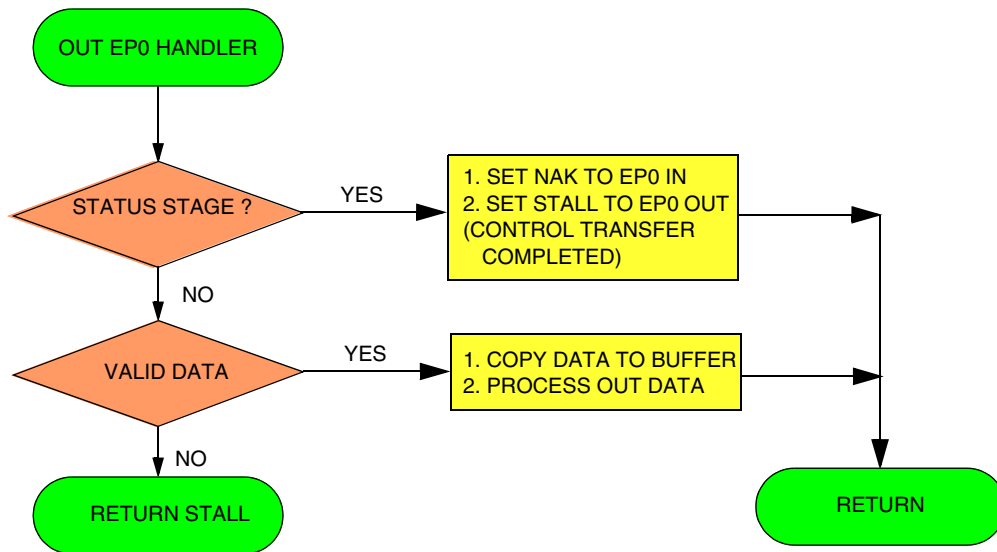 OUT EP0 HANDLER
STATUS STAGE ?
YES
1. SET NAK TO EP0 IN
2. SET STALL TO EP0 OUT
(CONTROL TRANSFER
COMPLETED)
NO
VALID DATA
YES
1. COPY DATA TO BUFFER
2. PROCESS OUT DATA
NO
RETURN STALL
RETURN